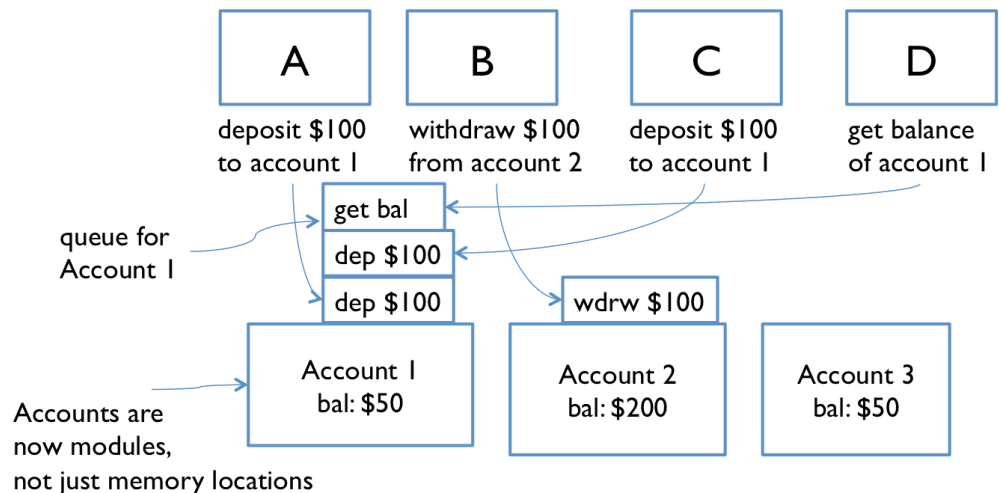 A
B
C
D
deposit $100
to account 1
withdraw $100
from account 2
deposit $100
to account 1
get balance
of account 1
get bal
queue for
Account 1
dep $100
dep $100
wdrw $100
Account 1
bal: $50
Account 2
bal: $200
Account 3
bal: $50
Accounts are
now modules,
not just memory locations